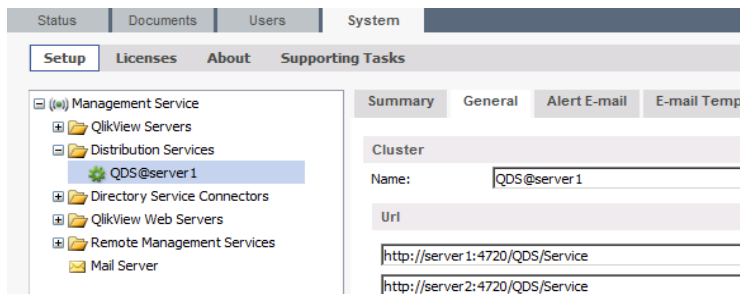 Status Documents Users System
Setup Licenses About Supporting Tasks
Management Service
QlikView Servers
Distribution Services
QDS@server1
Directory Service Connectors
QlikView Web Servers
Remote Management Services
Mail Server
Summary General Alert E-mail E-mail Temp
Cluster
Name: QDS@server1
Url
http://server1:4720/QDS/Service
http://server2:4720/QDS/Service